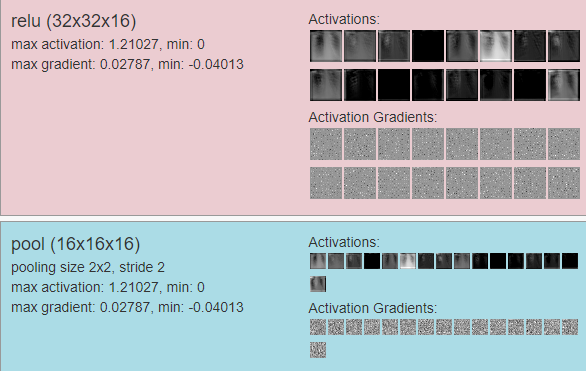 relu (32x32x16)
max activation: 1.21027, min: 0
max gradient: 0.02787, min: -0.04013
Activations:
Activation Gradients:
pool (16x16x16)
pooling size 2x2, stride 2
max activation: 1.21027, min: 0
max gradient: 0.02787, min: -0.04013
Activations:
Activation Gradients: